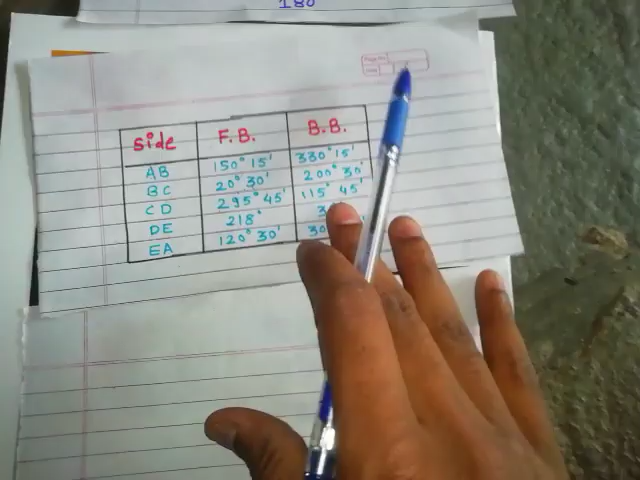 180
side F.B. B.B.
AB 150° 15' 330° 15'
BC 20° 30' 200° 30'
CD 295° 45' 115° 45'
DE 218°
EA 120° 30'